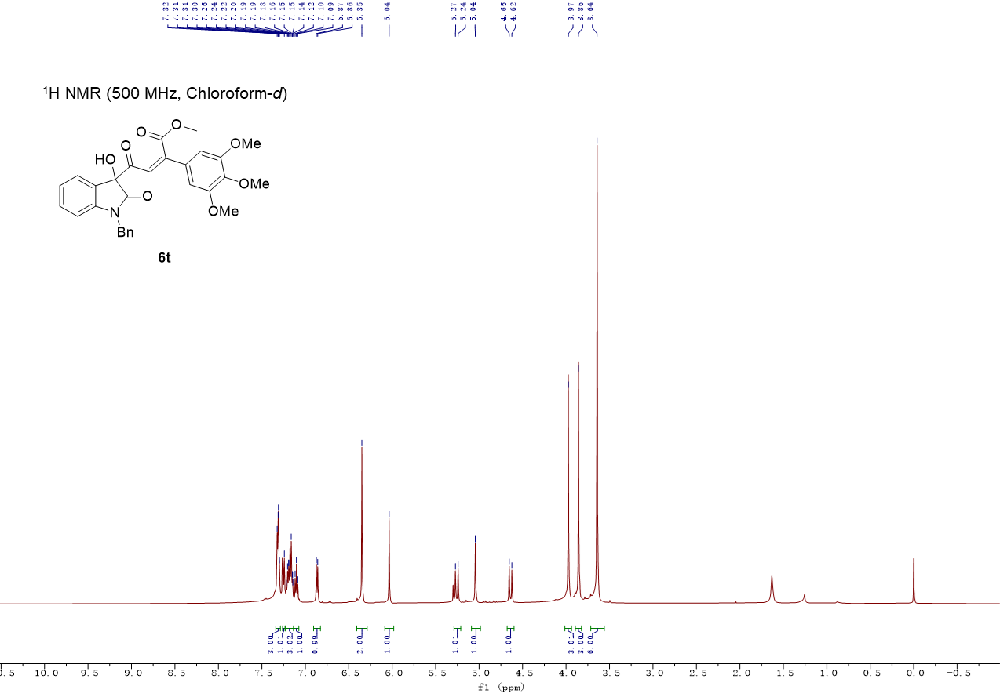 7.32 7.31 7.31 7.30 7.26 7.24 7.22 7.20 7.19 7.19 7.18 7.16 7.15 7.15 7.14 7.12 7.10 7.09 6.87 6.86 6.35 6.04 5.27 5.24 5.04 4.65 4.62 3.97 3.86 3.64
¹H NMR (500 MHz, Chloroform-d)
O
O
O
HO
OMe
OMe
O
OMe
N
Bn
6t
3.00 1.01 3.02 1.00 0.99 2.00 1.00 1.01 1.00 1.00 3.01 3.00 6.00
0.5 10.0 9.5 9.0 8.5 8.0 7.5 7.0 6.5 6.0 5.5 5.0 4.5 4.0 3.5 3.0 2.5 2.0 1.5 1.0 0.5 0.0 -0.5
f1 (ppm)